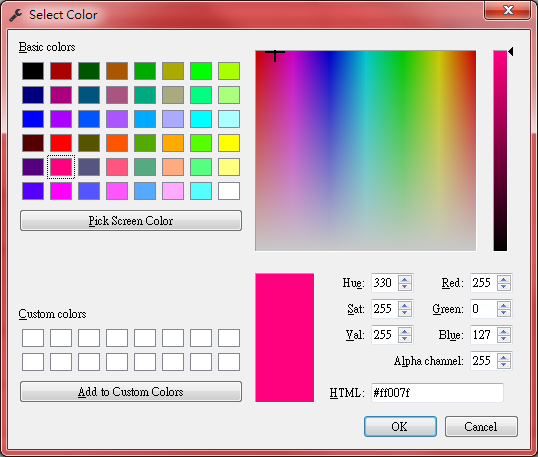 Select Color
Basic colors
Pick Screen Color
Custom colors
Add to Custom Colors
Hue: 330 Red: 255
Sat: 255 Green: 0
Val: 255 Blue: 127
Alpha channel: 255
HTML: #ff007f
OK Cancel